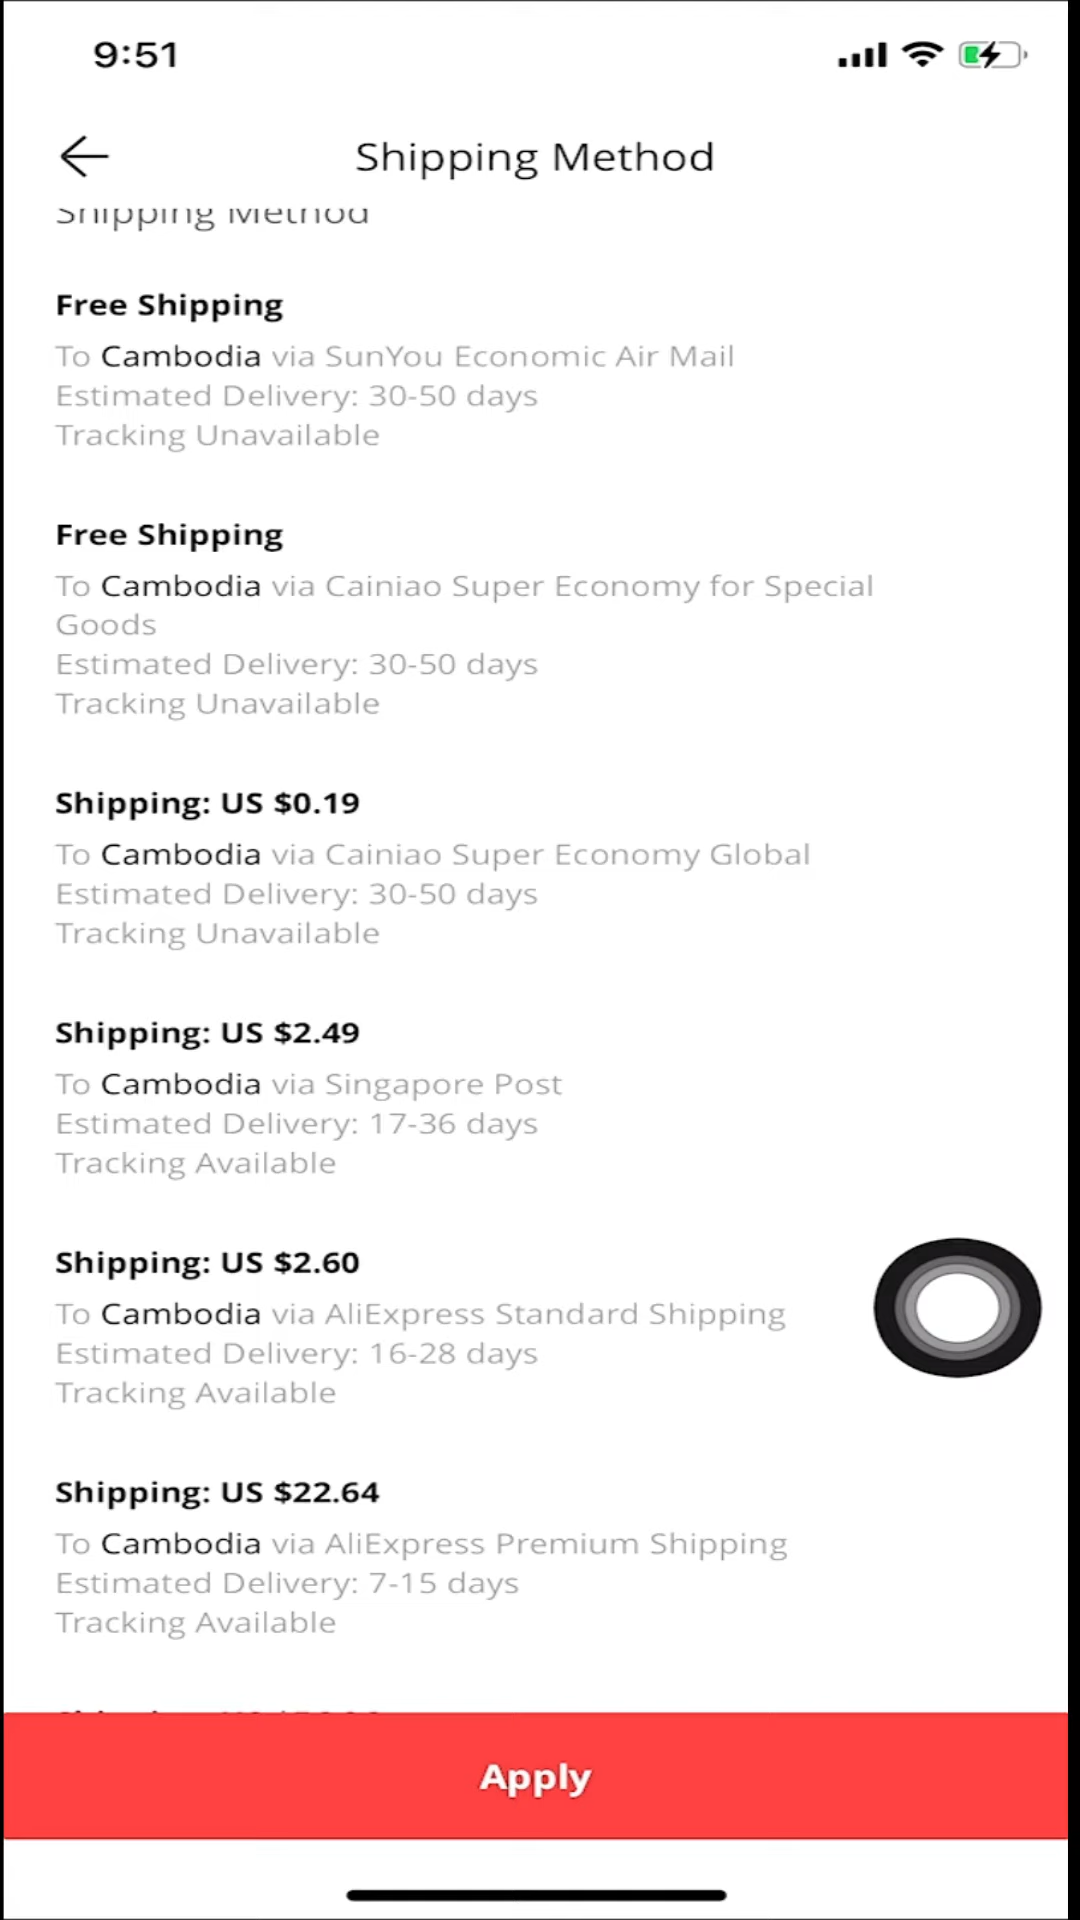 9:51
Shipping Method
Shipping Method
Free Shipping
To Cambodia via SunYou Economic Air Mail
Estimated Delivery: 30-50 days
Tracking Unavailable
Free Shipping
To Cambodia via Cainiao Super Economy for Special
Goods
Estimated Delivery: 30-50 days
Tracking Unavailable
Shipping: US $0.19
To Cambodia via Cainiao Super Economy Global
Estimated Delivery: 30-50 days
Tracking Unavailable
Shipping: US $2.49
To Cambodia via Singapore Post
Estimated Delivery: 17-36 days
Tracking Available
Shipping: US $2.60
To Cambodia via AliExpress Standard Shipping
Estimated Delivery: 16-28 days
Tracking Available
Shipping: US $22.64
To Cambodia via AliExpress Premium Shipping
Estimated Delivery: 7-15 days
Tracking Available
Apply